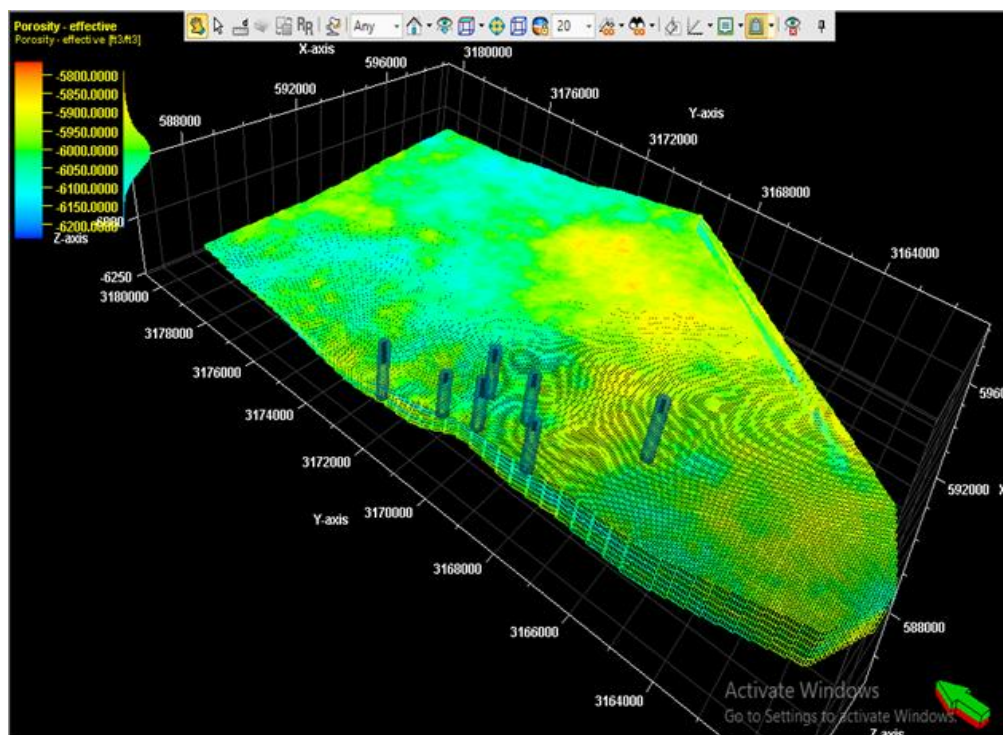 Porosity - effective
Porosity - effective [ft3/ft3]
Any
20
-5800.0000
-5850.0000
-5900.0000
-5950.0000
-6000.0000
-6050.0000
-6100.0000
-6150.0000
-6200.0000
Z-axis
-6250
X-axis
588000
592000
596000
3180000
3176000
Y-axis
3172000
3168000
3164000
3180000
3178000
3176000
3174000
3172000
Y-axis
3170000
3168000
3166000
3164000
592000
X
588000
Z-axis
Activate Windows
Go to Settings to activate Windows.